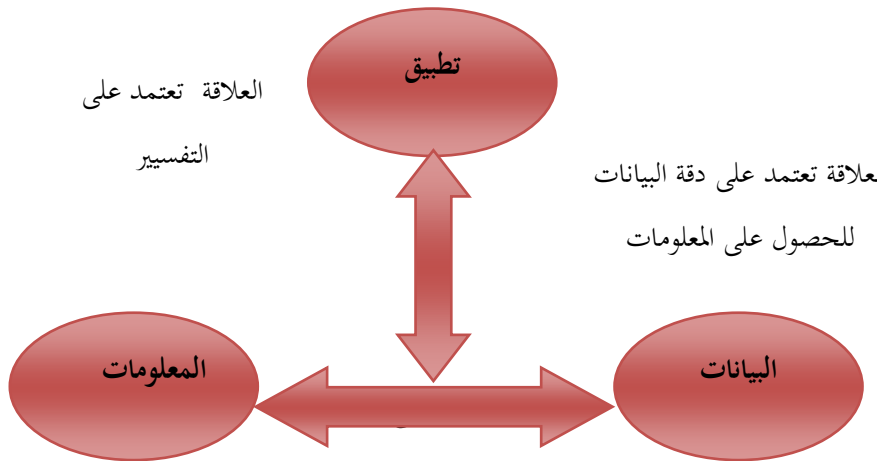 تطبيق
العلاقة تعتمد على
التفسيير
علاقة تعتمد على دقة البيانات
للحصول على المعلومات
المعلومات
البيانات